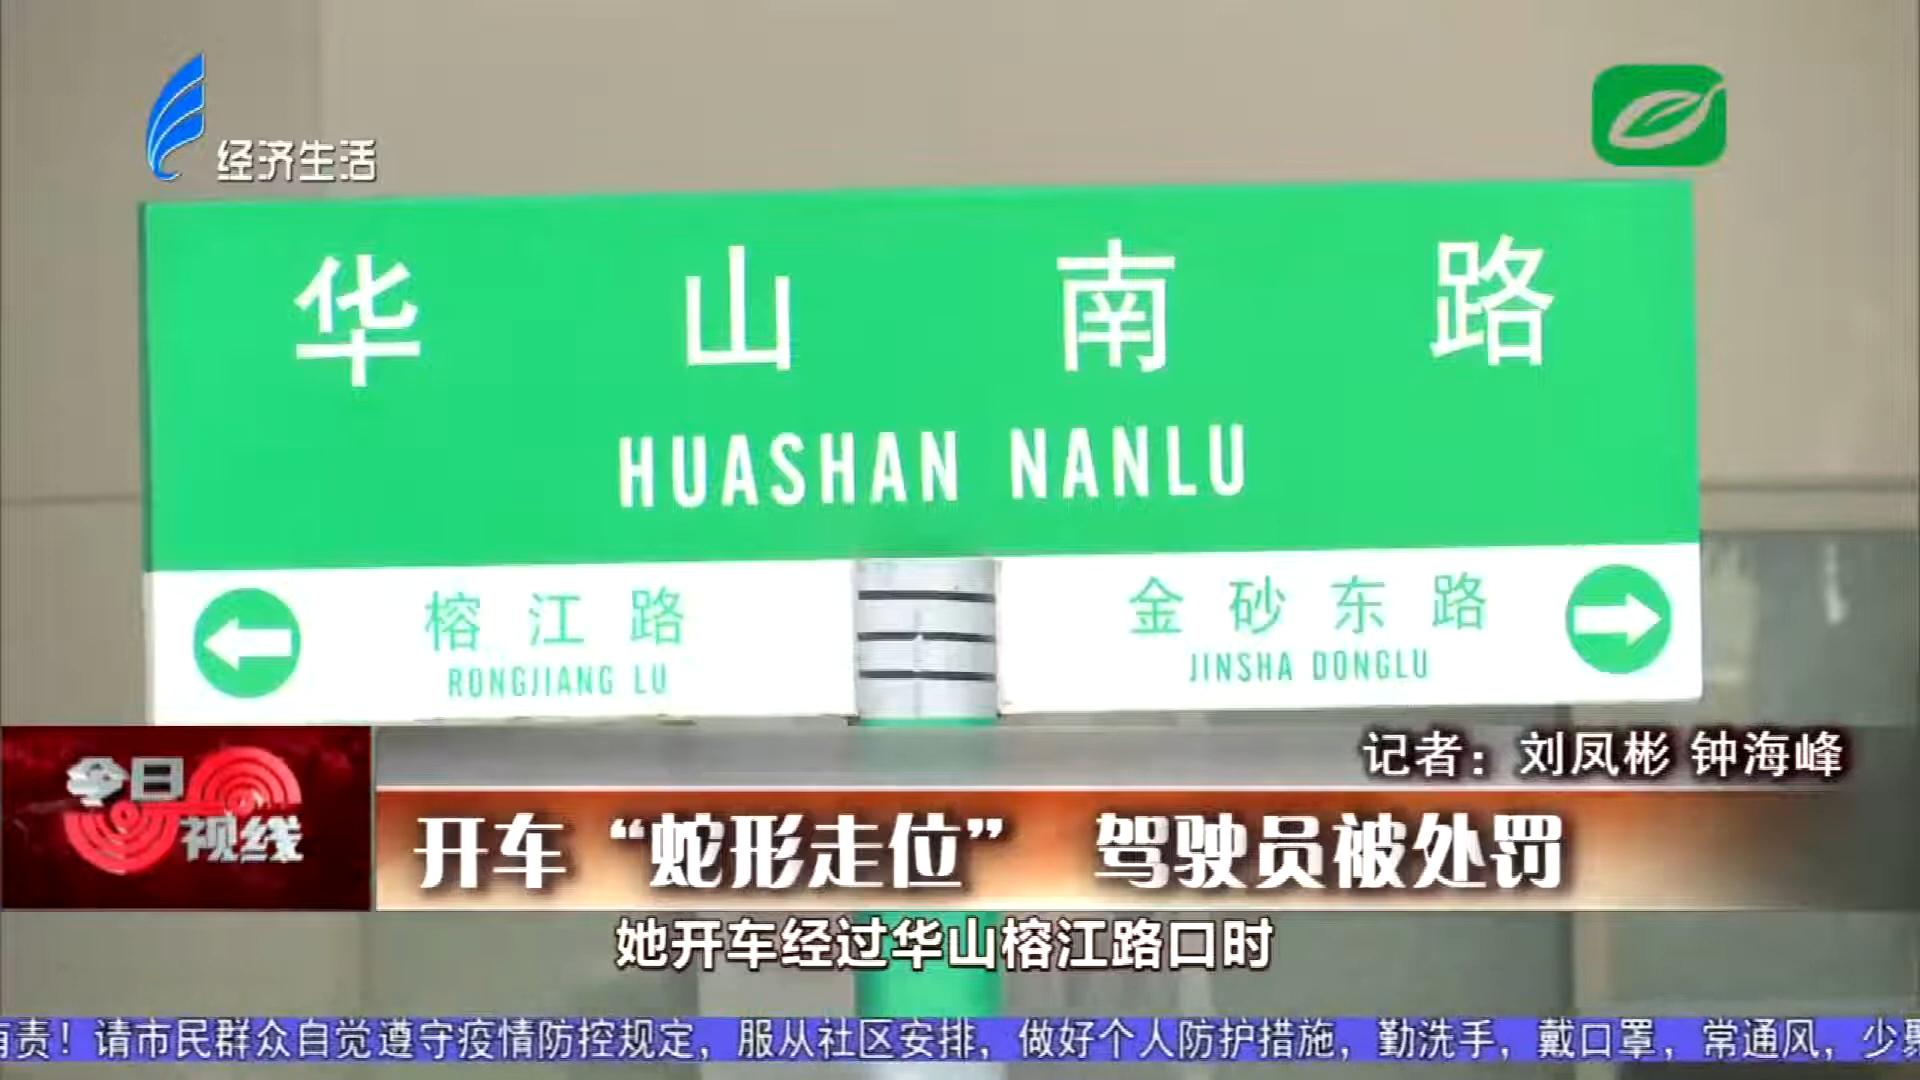 经济生活
华山南路
HUASHAN NANLU
榕江路
RONGJIANG LU
金砂东路
JINSHA DONGLU
记者：刘凤彬 钟海峰
今日视线
开车“蛇形走位” 驾驶员被处罚
她开车经过华山榕江路口时
有责！请市民群众自觉遵守疫情防控规定，服从社区安排，做好个人防护措施，勤洗手，戴口罩，常通风，少聚